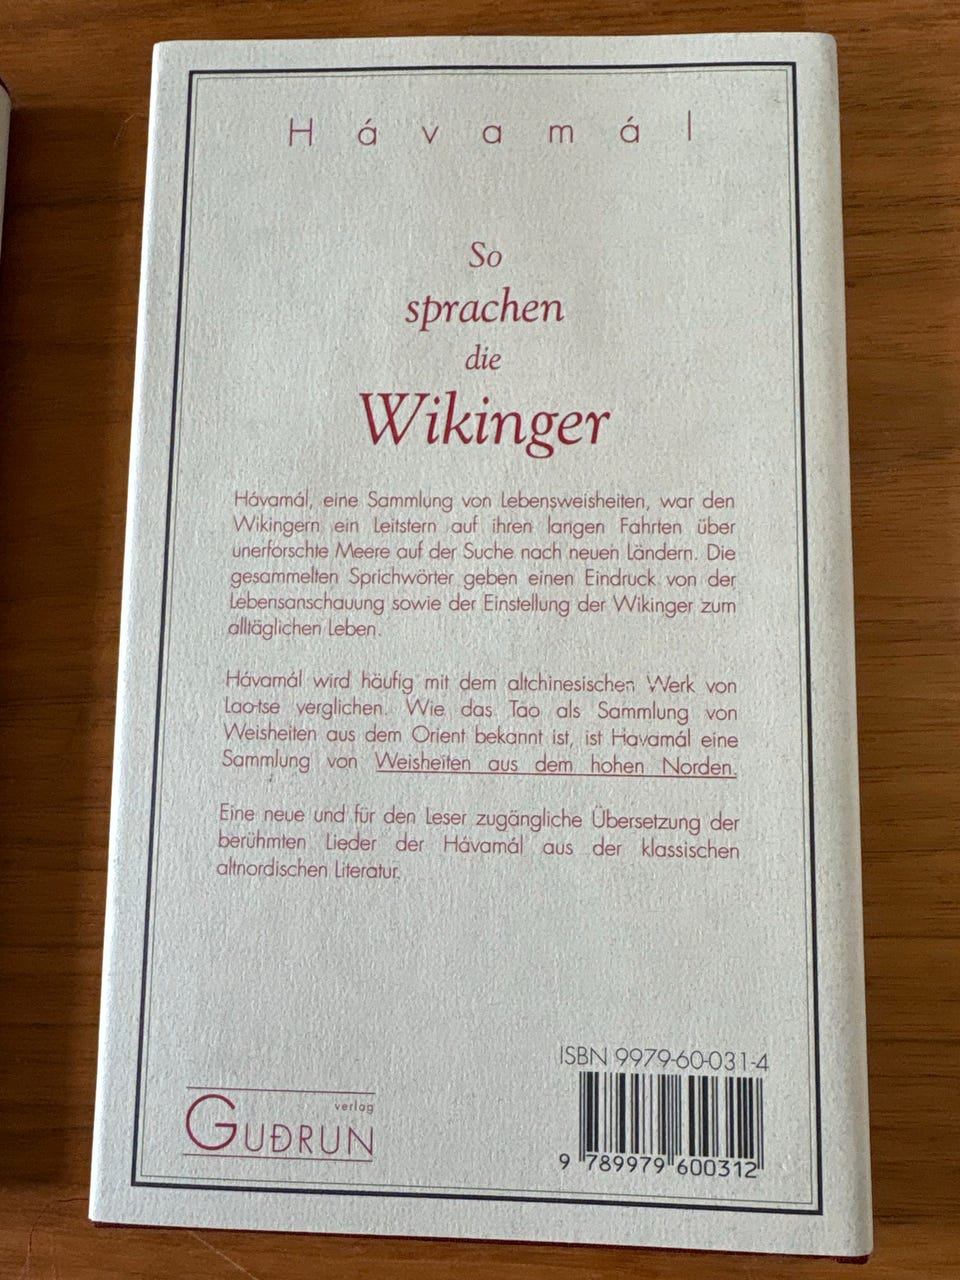 Hávamál
So
sprachen
die
Wikinger
Hávamál, eine Sammlung von Lebensweisheiten, war den
Wikingern ein Leitstern auf ihren langen Fahrten über
unerforschte Meere auf der Suche nach neuen Ländern. Die
gesammelten Sprichwörter geben einen Eindruck von der
Lebensanschauung sowie der Einstellung der Wikinger zum
alltäglichen Leben.
Hávamál wird häufig mit dem altchinesischen Werk von
Lao-tse verglichen. Wie das Tao als Sammlung von
Weisheiten aus dem Orient bekannt ist, ist Havamál eine
Sammlung von Weisheiten aus dem hohen Norden.
Eine neue und für den Leser zugängliche Übersetzung der
berühmten Lieder der Hávamál aus der klassischen
altnordischen Literatur.
ISBN 9979-60-031-4
9 789979 600312
verlag
GUÐRUN